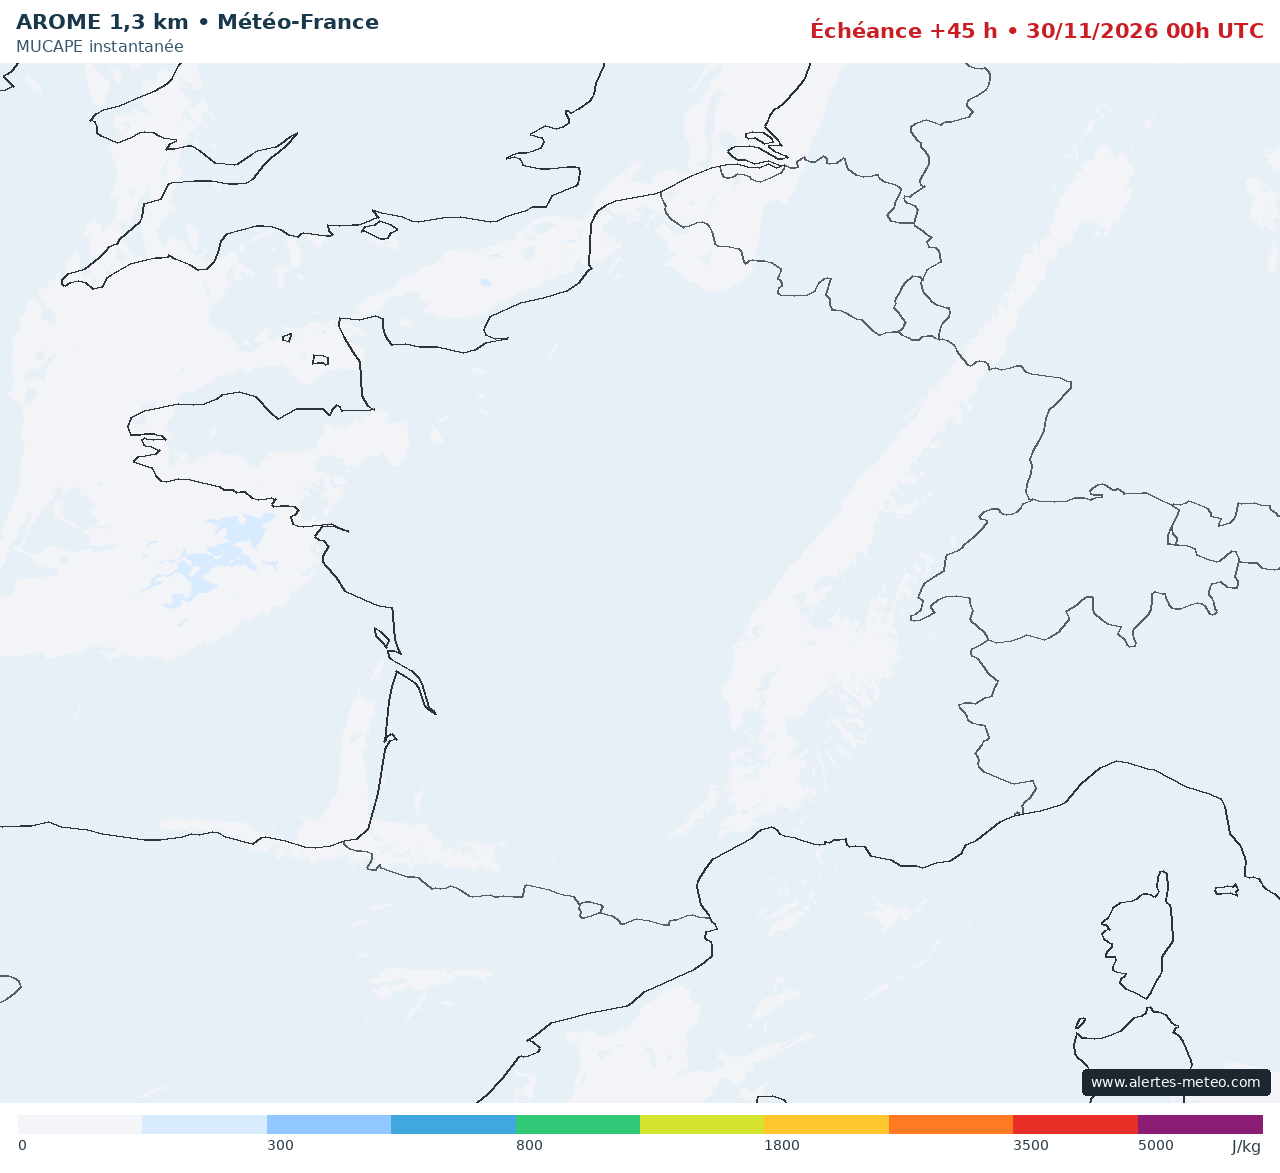 AROME 1,3 km • Météo-France
MUCAPE instantanée
Échéance +45 h • 30/11/2026 00h UTC
www.alertes-meteo.com
0 300 800 1800 3500 5000 J/kg